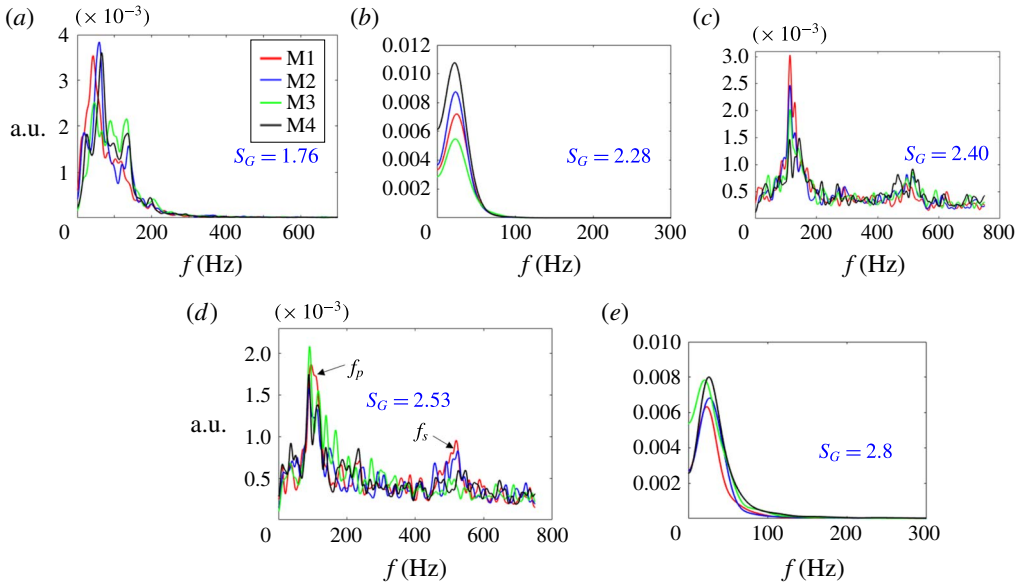 (a) (× 10⁻³) (b) (c) (× 10⁻³)
4 3 2 1
a.u.
M1
M2
M3
M4
S_G = 1.76
0 200 400 600
f (Hz)
0.012 0.010 0.008 0.006 0.004 0.002
S_G = 2.28
0 100 200 300
f (Hz)
3.0 2.5 2.0 1.5 1.0 0.5
S_G = 2.40
0 200 400 600 800
f (Hz)
(d) (× 10⁻³) (e)
2.0 1.5 1.0 0.5
a.u.
f_p
S_G = 2.53
f_s
0 200 400 600 800
f (Hz)
0.010 0.008 0.006 0.004 0.002
S_G = 2.8
0 100 200 300
f (Hz)